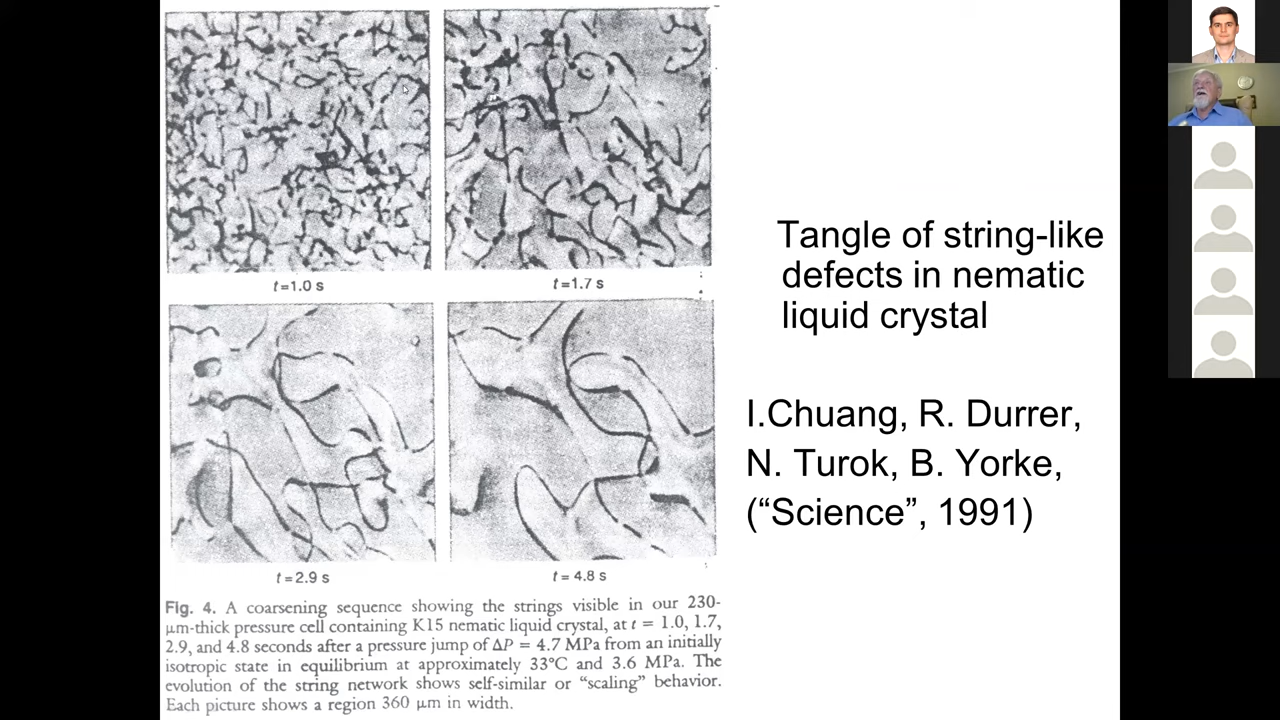 t=1.0 s
t=1.7 s
t=2.9 s
t= 4.8 s
Fig. 4. A coarsening sequence showing the strings visible in our 230-
μm-thick pressure cell containing K15 nematic liquid crystal, at t = 1.0, 1.7,
2.9, and 4.8 seconds after a pressure jump of ΔP = 4.7 MPa from an initially
isotropic state in equilibrium at approximately 33°C and 3.6 MPa. The
evolution of the string network shows self-similar or “scaling” behavior.
Each picture shows a region 360 μm in width.
Tangle of string-like
defects in nematic
liquid crystal
I.Chuang, R. Durrer,
N. Turok, B. Yorke,
(“Science”, 1991)